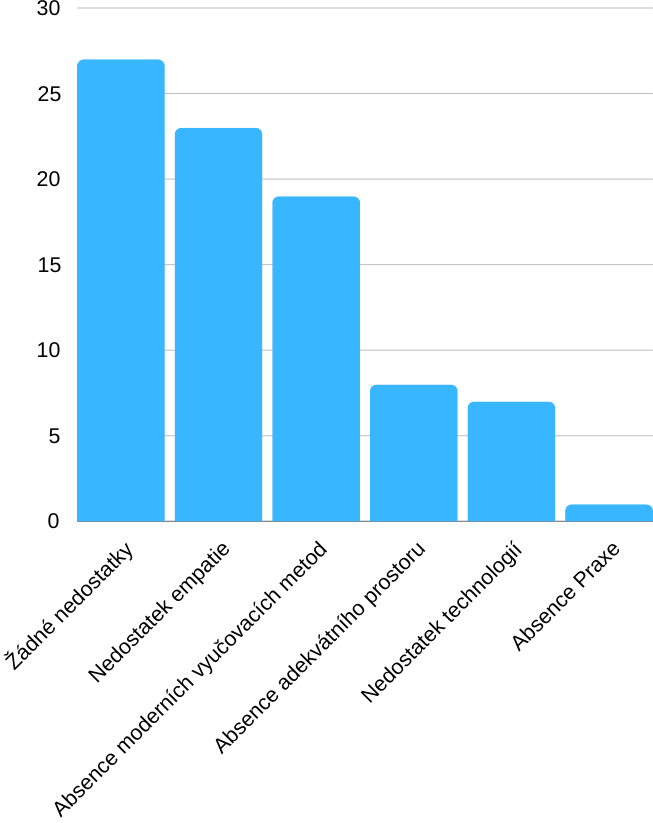 30
25
20
15
10
5
0
Žádné nedostatky
Nedostatek empatie
Absence moderních vyučovacích metod
Absence adekvátního prostoru
Nedostatek technologií
Absence Praxe